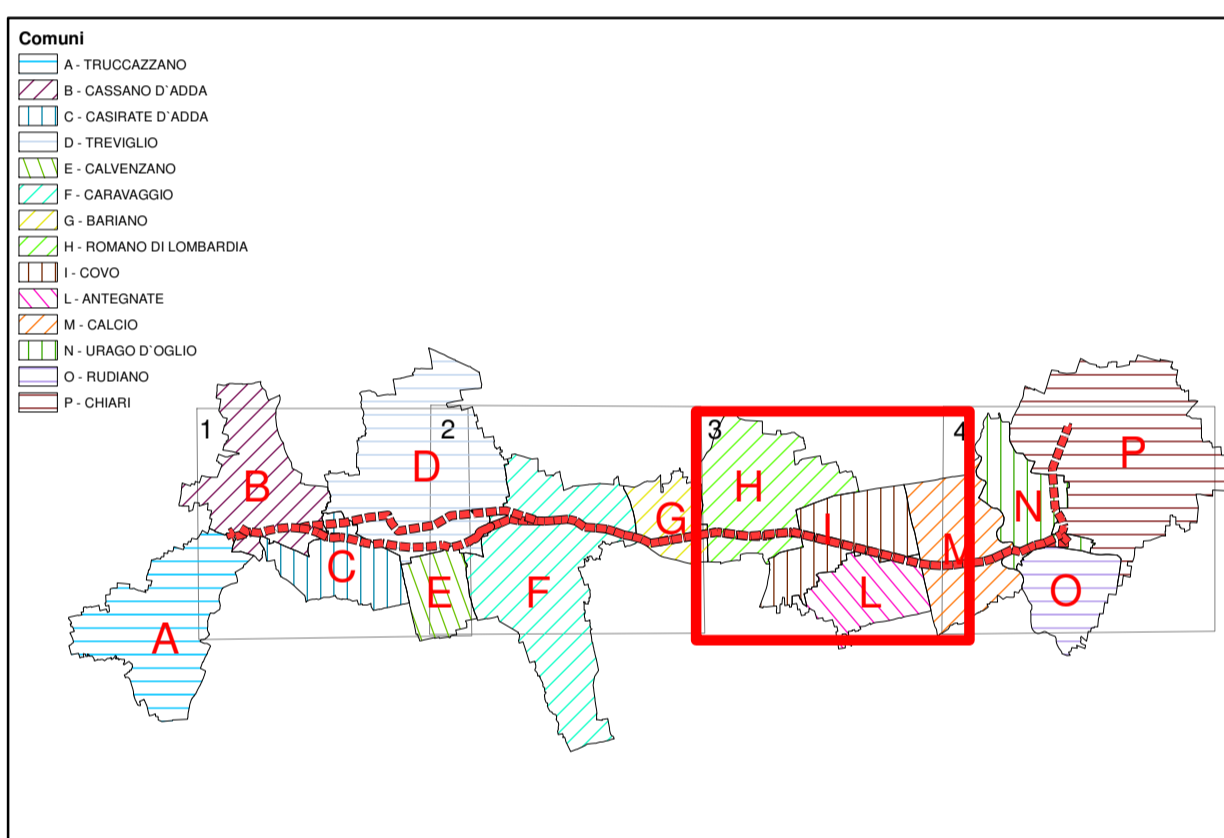 Comuni
A - TRUCCAZZANO
B - CASSANO D`ADDA
C - CASIRATE D`ADDA
D - TREVIGLIO
E - CALVENZANO
F - CARAVAGGIO
G - BARIANO
H - ROMANO DI LOMBARDIA
I - COVO
L - ANTEGNATE
M - CALCIO
N - URAGO D`OGLIO
O - RUDIANO
P - CHIARI
1
2
3
4
B
D
H
P
G
N
I
M
C
E
F
L
O
A